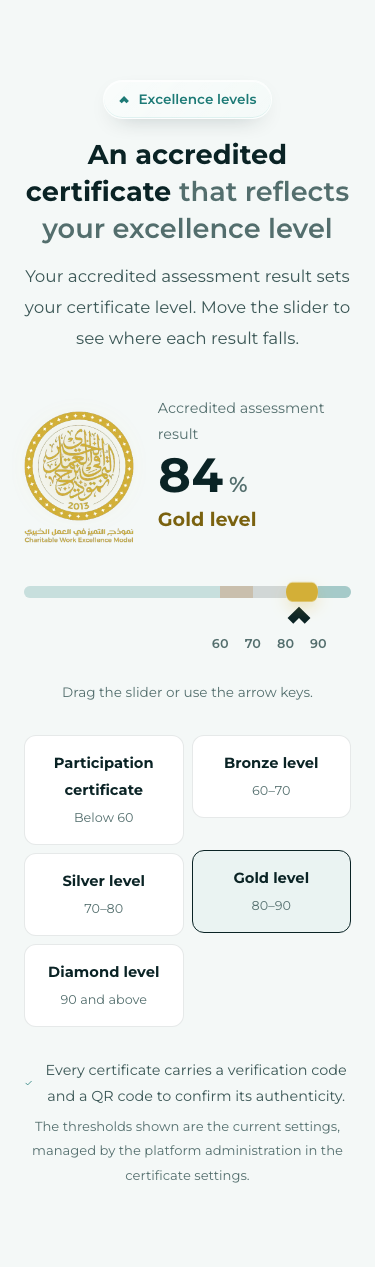 Excellence levels
An accredited
certificate that reflects
your excellence level
Your accredited assessment result sets
your certificate level. Move the slider to
see where each result falls.
Accredited assessment
result
84 %
Gold level
2013
نموذج التميز في العمل الخيري
Charitable Work Excellence Model
60 70 80 90
Drag the slider or use the arrow keys.
Participation
certificate
Below 60
Bronze level
60–70
Silver level
70–80
Gold level
80–90
Diamond level
90 and above
Every certificate carries a verification code
and a QR code to confirm its authenticity.
The thresholds shown are the current settings,
managed by the platform administration in the
certificate settings.